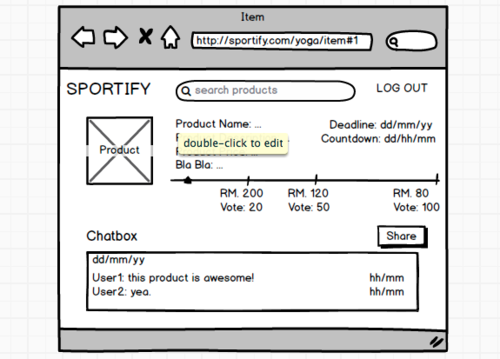 Item
http://sportify.com/yoga/item#1
SPORTIFY
search products
LOG OUT
Product
Product Name: ...
double-click to edit
Bla Bla: ...
Deadline: dd/mm/yy
Countdown: dd/hh/mm
RM. 200
Vote: 20
RM. 120
Vote: 50
RM. 80
Vote: 100
Chatbox
Share
dd/mm/yy
User1: this product is awesome!
hh/mm
User2: yea.
hh/mm